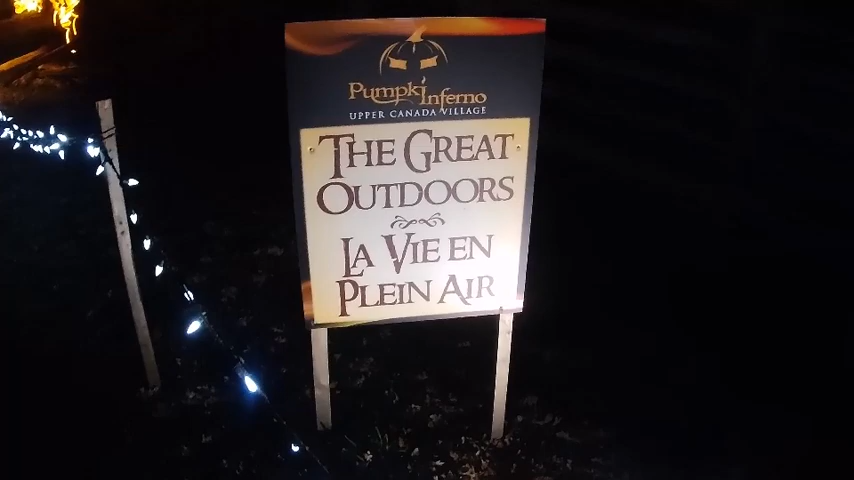 PumpkInferno
UPPER CANADA VILLAGE
THE GREAT
OUTDOORS
LA VIE EN
PLEIN AIR